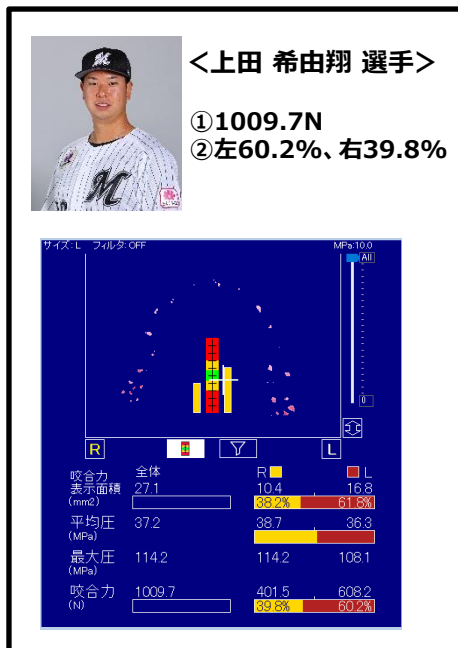 ＜上田 希由翔 選手＞
①1009.7N
②左60.2%、右39.8%
サイズ:L フィルタ:OFF MPa:10.0
All
0
R L
咬合力 全体 R L
表示面積 27.1 10.4 16.8
(mm2) 38.2% 61.8%
平均圧 37.2 38.7 36.3
(MPa)
最大圧 114.2 114.2 108.1
(MPa)
咬合力 1009.7 401.5 608.2
(N) 39.8% 60.2%